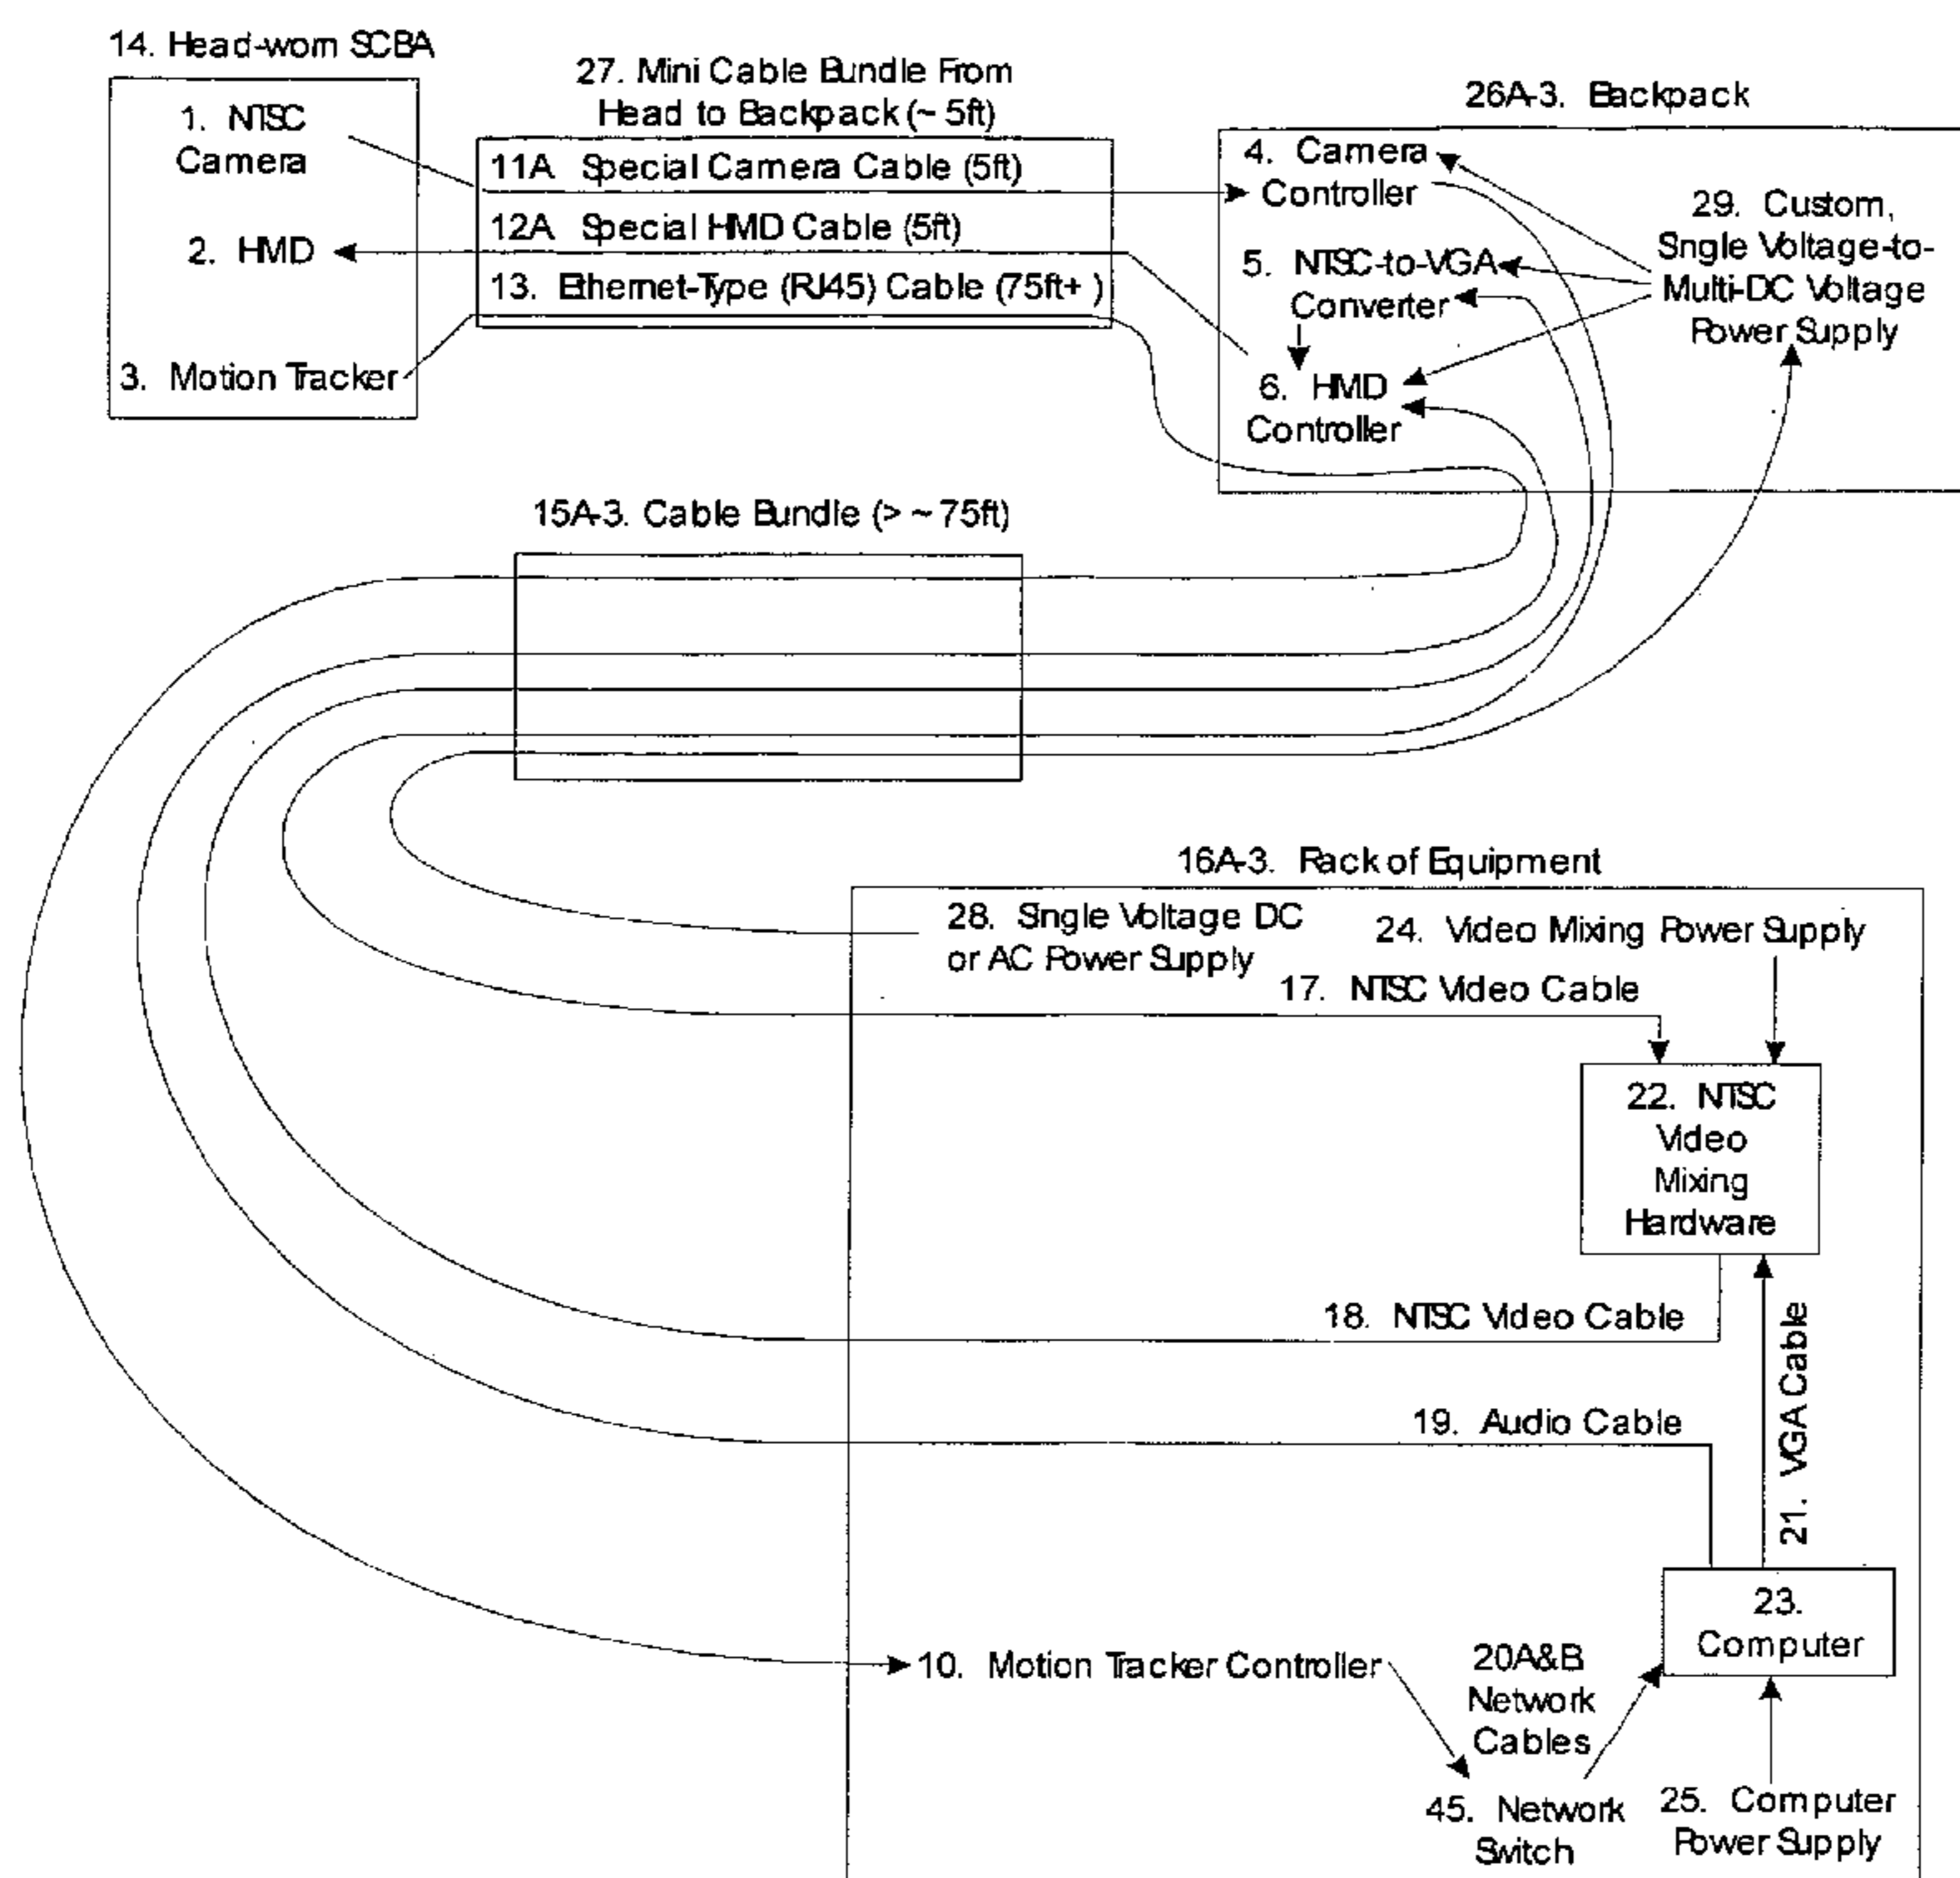 14. Head-worn SCBA
1. NTSC
Camera
2. HMD
3. Motion Tracker
27. Mini Cable Bundle From
Head to Backpack (~ 5ft)
11A Special Camera Cable (5ft)
12A Special HMD Cable (5ft)
13. Ethernet-Type (RJ45) Cable (75ft+ )
26A-3. Backpack
4. Camera
Controller
5. NTSC-to-VGA
Converter
6. HMD
Controller
29. Custom,
Single Voltage-to-
Multi-DC Voltage
Power Supply
15A-3. Cable Bundle (> ~ 75ft)
16A-3. Rack of Equipment
28. Single Voltage DC
or AC Power Supply
24. Video Mixing Power Supply
17. NTSC Video Cable
22. NTSC
Video
Mixing
Hardware
18. NTSC Video Cable
21. VGA Cable
19. Audio Cable
23.
Computer
10. Motion Tracker Controller
20A&B
Network
Cables
45. Network
Switch
25. Computer
Power Supply